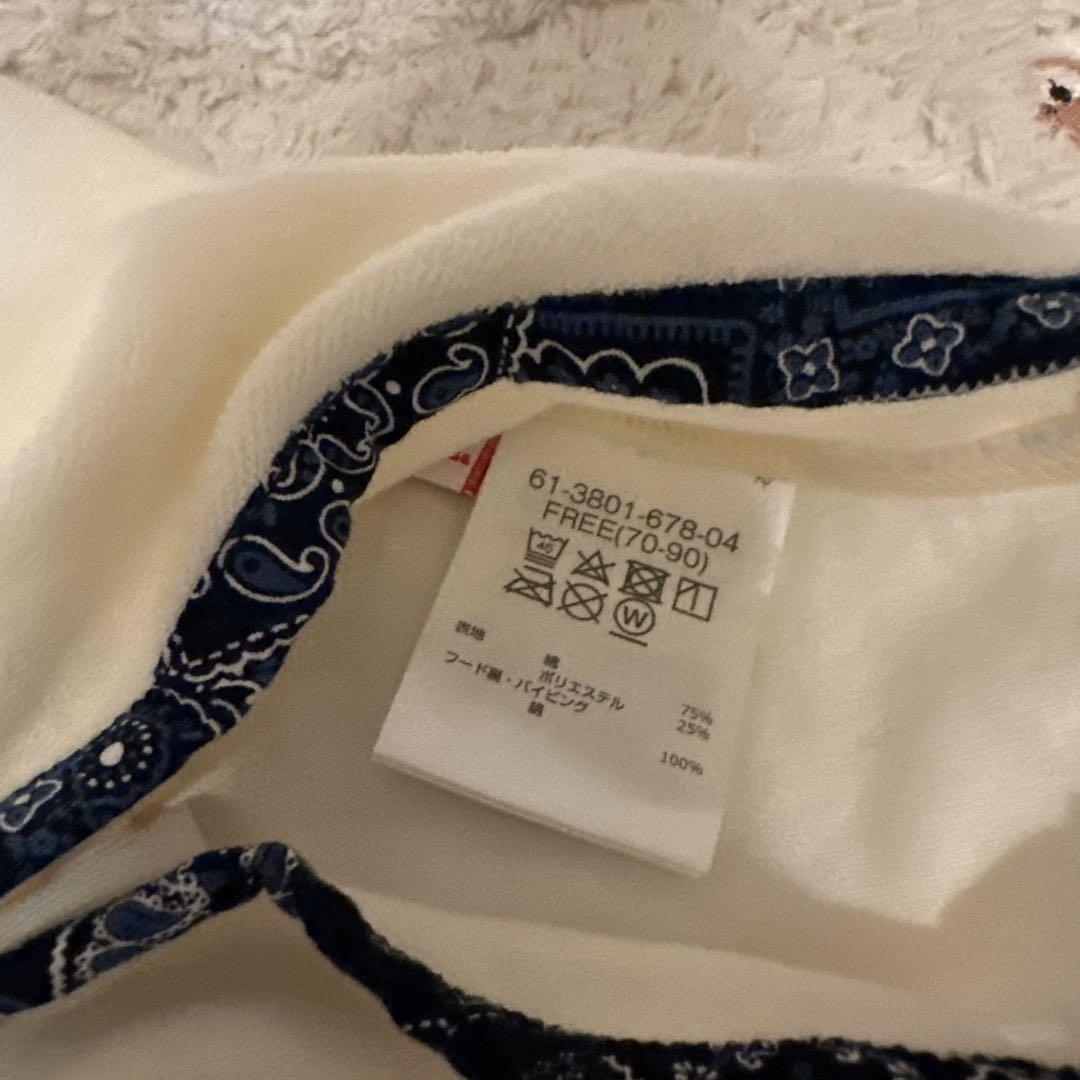 61-3801-678-04
FREE(70-90)
40
W
表地
綿 75%
ポリエステル 25%
フード裏・パイピング
綿 100%